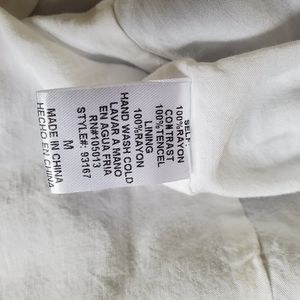 SELF:
100%RAYON
CONTRAST
100%TENCEL
LINING
100%RAYON
HAND WASH COLD
LAVAR A MANO
EN AGUA FRIA
RN#105013
STYLE#: 93167
M
MADE IN CHINA
HECHO EN CHINA